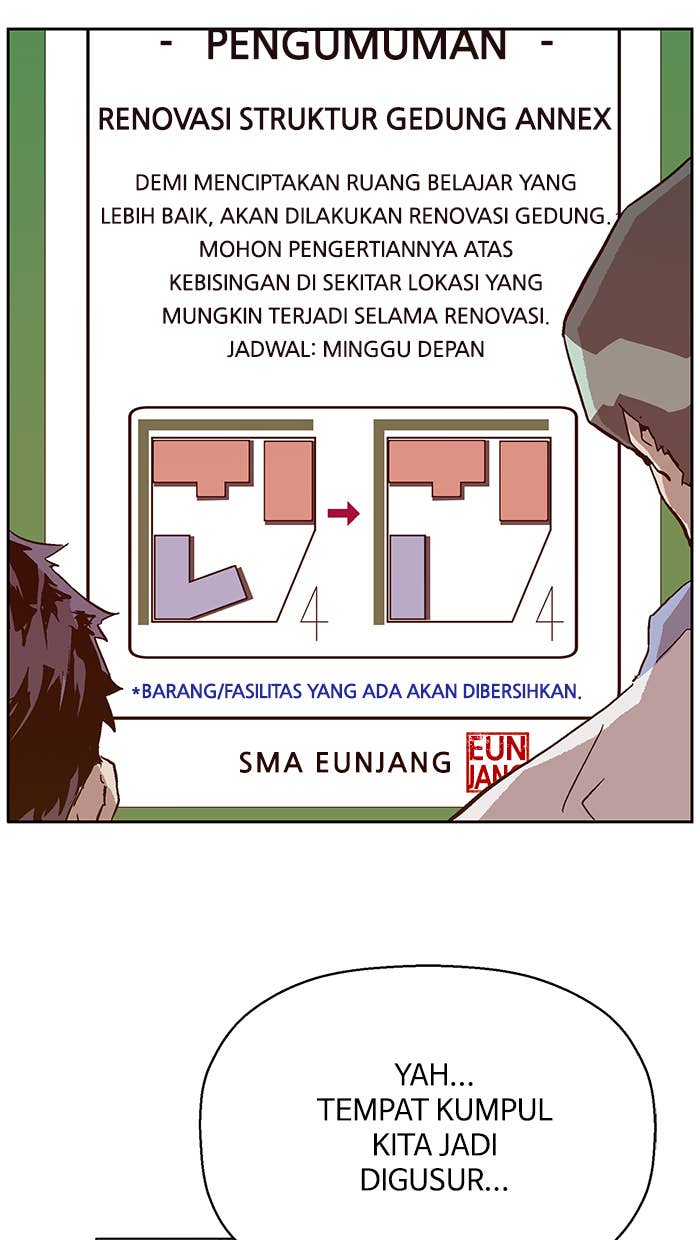 - PENGUMUMAN -
RENOVASI STRUKTUR GEDUNG ANNEX
DEMI MENCIPTAKAN RUANG BELAJAR YANG
LEBIH BAIK, AKAN DILAKUKAN RENOVASI GEDUNG.
MOHON PENGERTIANNYA ATAS
KEBISINGAN DI SEKITAR LOKASI YANG
MUNGKIN TERJADI SELAMA RENOVASI.
JADWAL: MINGGU DEPAN
4 4
*BARANG/FASILITAS YANG ADA AKAN DIBERSIHKAN.
SMA EUNJANG
EUN
JANG
YAH...
TEMPAT KUMPUL
KITA JADI
DIGUSUR...